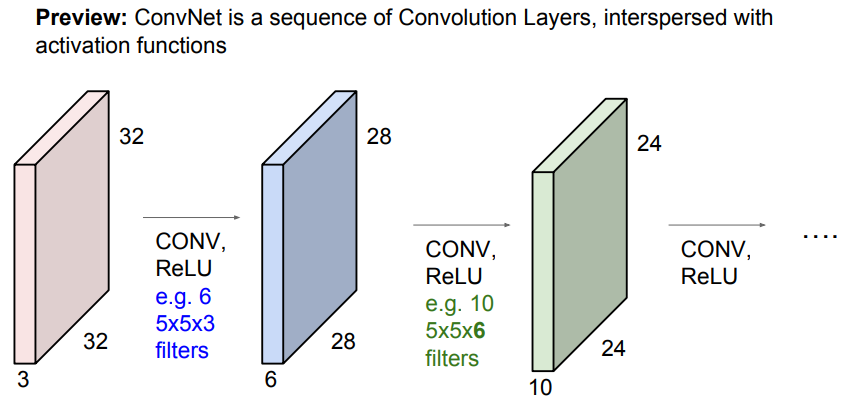 Preview: ConvNet is a sequence of Convolution Layers, interspersed with
activation functions
32
28
24
CONV,
ReLU
e.g. 6
5x5x3
filters
CONV,
ReLU
e.g. 10
5x5x6
filters
CONV,
ReLU
....
32
28
24
3
6
10